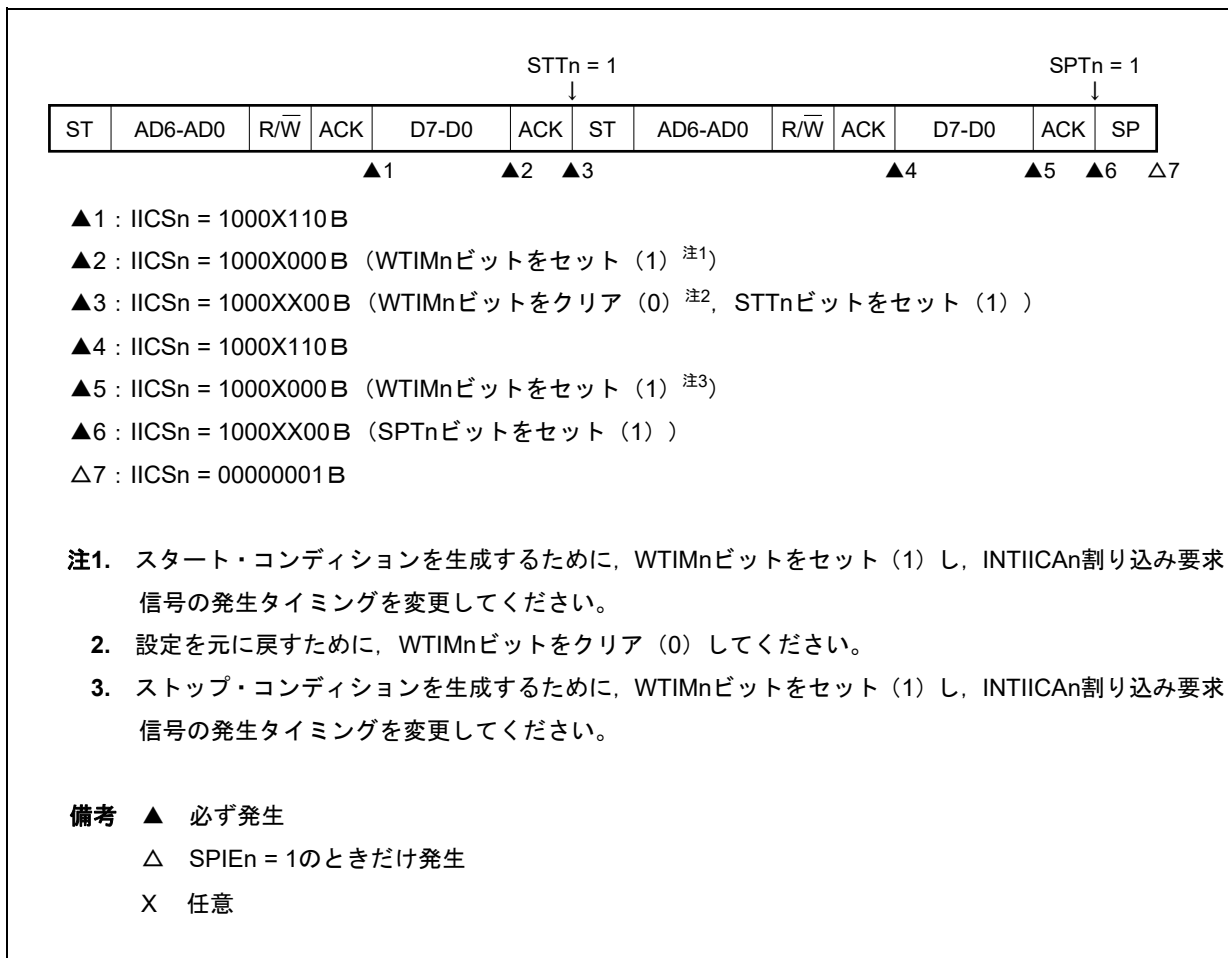 STTn = 1 SPTn = 1
↓ ↓
ST AD6-AD0 R/W̅ ACK D7-D0 ACK ST AD6-AD0 R/W̅ ACK D7-D0 ACK SP
▲1 ▲2 ▲3 ▲4 ▲5 ▲6 △7
▲1：IICSn = 1000X110Ｂ
▲2：IICSn = 1000X000Ｂ（WTIMnビットをセット（1）注1）
▲3：IICSn = 1000XX00Ｂ（WTIMnビットをクリア（0）注2，STTnビットをセット（1））
▲4：IICSn = 1000X110Ｂ
▲5：IICSn = 1000X000Ｂ（WTIMnビットをセット（1）注3）
▲6：IICSn = 1000XX00Ｂ（SPTnビットをセット（1））
△7：IICSn = 00000001Ｂ
注1. スタート・コンディションを生成するために，WTIMnビットをセット（1）し，INTIICAn割り込み要求
信号の発生タイミングを変更してください。
2. 設定を元に戻すために，WTIMnビットをクリア（0）してください。
3. ストップ・コンディションを生成するために，WTIMnビットをセット（1）し，INTIICAn割り込み要求
信号の発生タイミングを変更してください。
備考 ▲ 必ず発生
△ SPIEn = 1のときだけ発生
X 任意